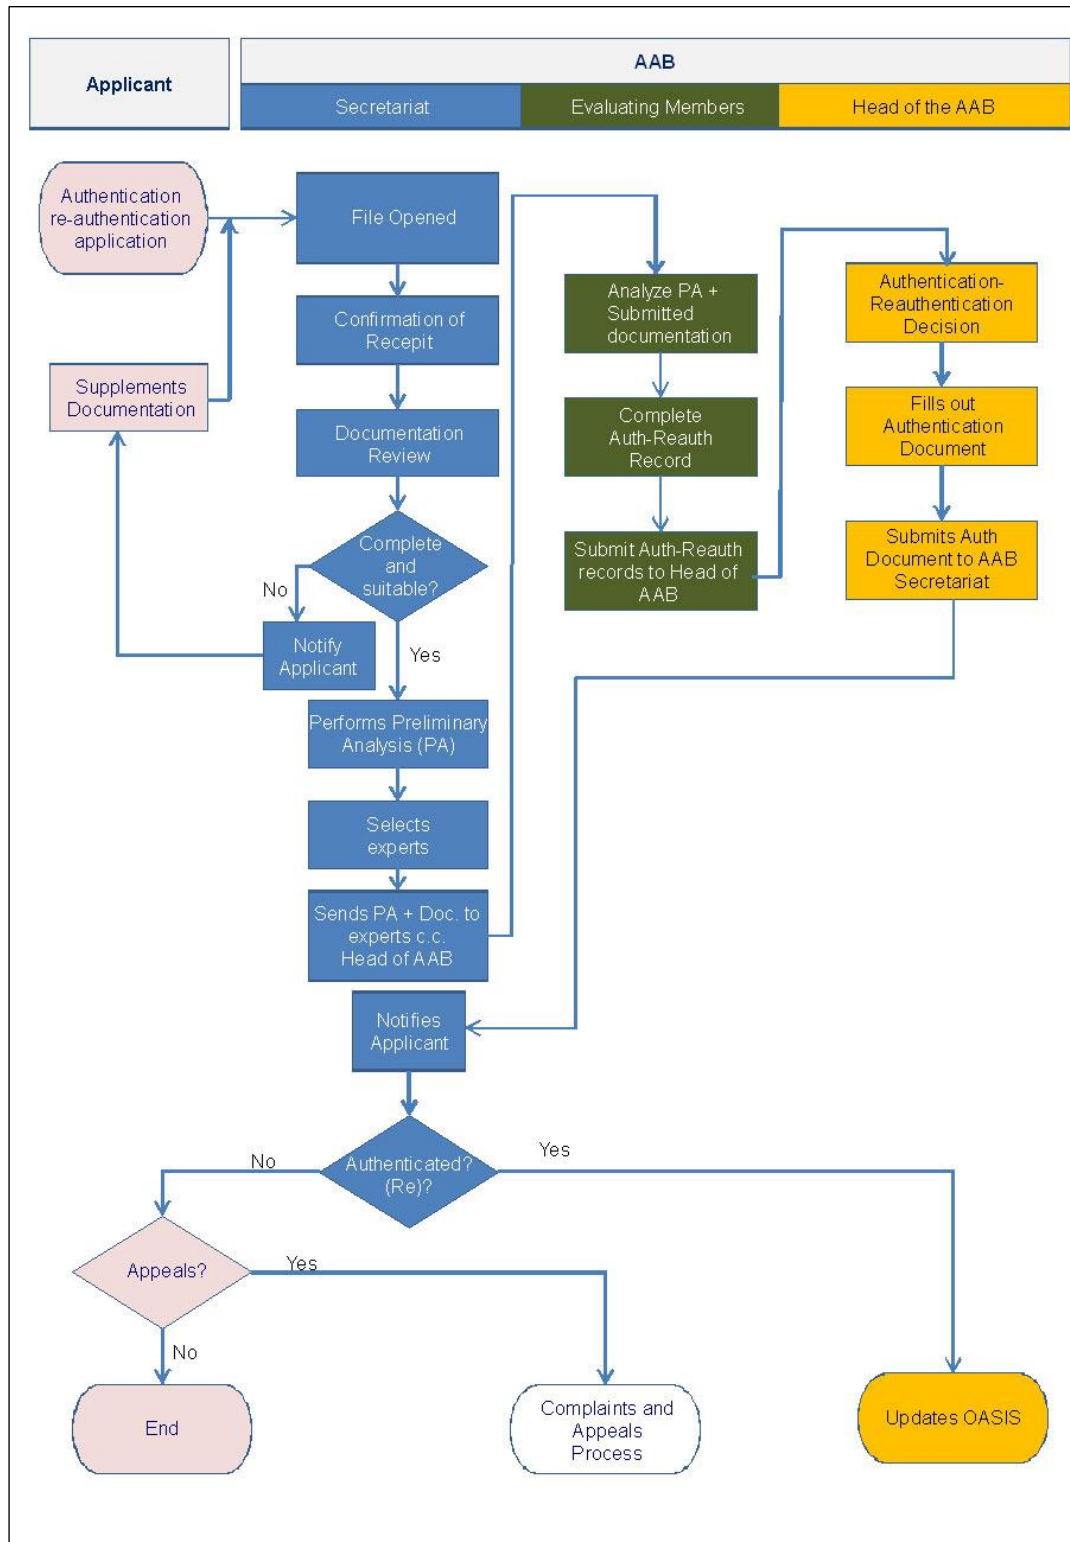 Applicant
AAB
Secretariat
Evaluating Members
Head of the AAB
Authentication
re-authentication
application
File Opened
Confirmation of
Recepit
Supplements
Documentation
Documentation
Review
Complete
and
suitable?
No
Notify
Applicant
Yes
Performs Preliminary
Analysis (PA)
Selects
experts
Sends PA + Doc. to
experts c.c.
Head of AAB
Analyze PA +
Submitted
documentation
Complete
Auth-Reauth
Record
Submit Auth-Reauth
records to Head of
AAB
Authentication-
Reauthentication
Decision
Fills out
Authentication
Document
Submits Auth
Document to AAB
Secretariat
Notifies
Applicant
Authenticated?
(Re)?
No
Yes
Appeals?
Yes
No
End
Complaints and
Appeals
Process
Updates OASIS